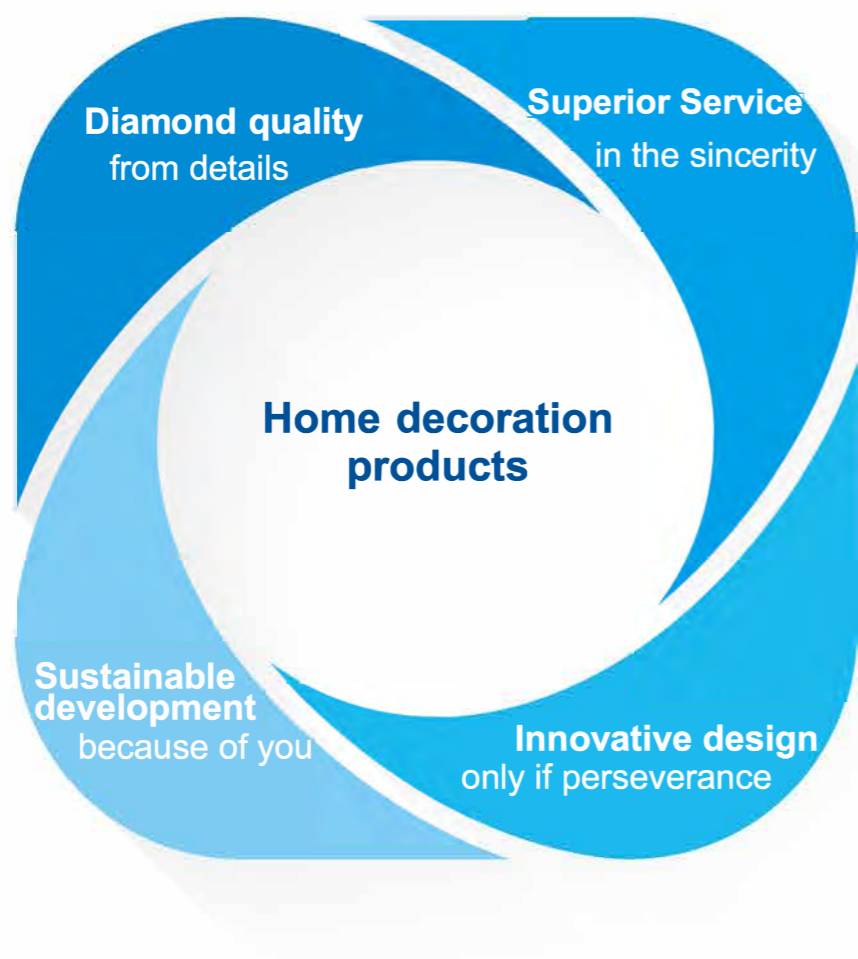 Diamond quality
from details
Superior Service
in the sincerity
Home decoration
products
Sustainable
development
because of you
Innovative design
only if perseverance